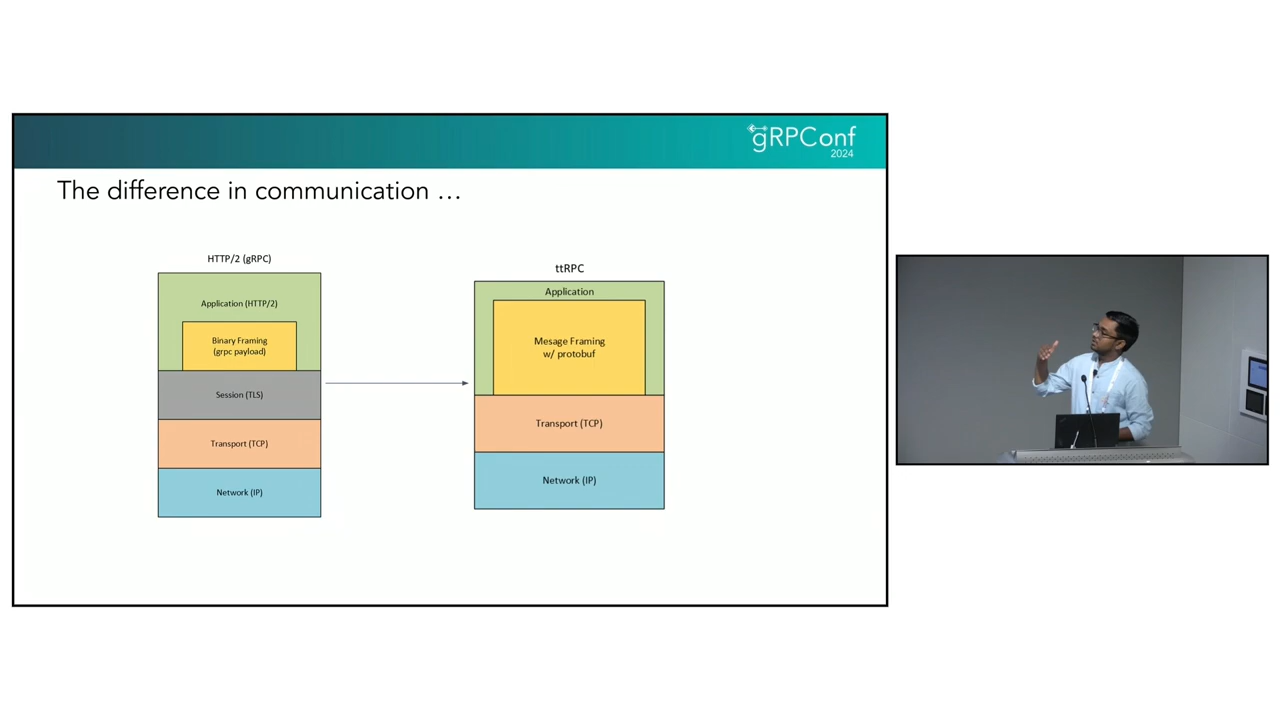 gRPConf
2024
The difference in communication …
HTTP/2 (gRPC)
Application (HTTP/2)
Binary Framing
(grpc payload)
Session (TLS)
Transport (TCP)
Network (IP)
ttRPC
Application
Mesage Framing
w/ protobuf
Transport (TCP)
Network (IP)